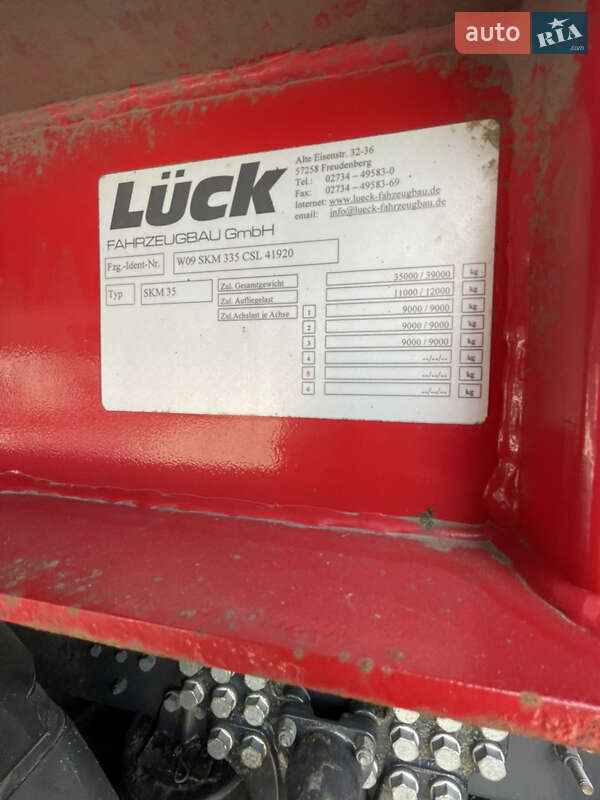 auto RIA .com
LÜCK
FAHRZEUGBAU GmbH
Alte Eisenstr. 32-36
57258 Freudenberg
Tel.: 02734 – 49583-0
Fax: 02734 – 49583-69
Internet: www.lueck-fahrzeugbau.de
email: info@lueck-fahrzeugbau.de
Fzg.-Ident-Nr. W09 SKM 335 CSL 41920
Typ SKM 35
Zul. Gesamtgewicht 35000 / 39000 kg
Zul. Aufliegelast 11000 / 12000 kg
Zul.Achslast je Achse 1 9000 / 9000 kg
2 9000 / 9000 kg
3 9000 / 9000 kg
4 --/--/-- kg
5 --/--/-- kg
6 --/--/-- kg